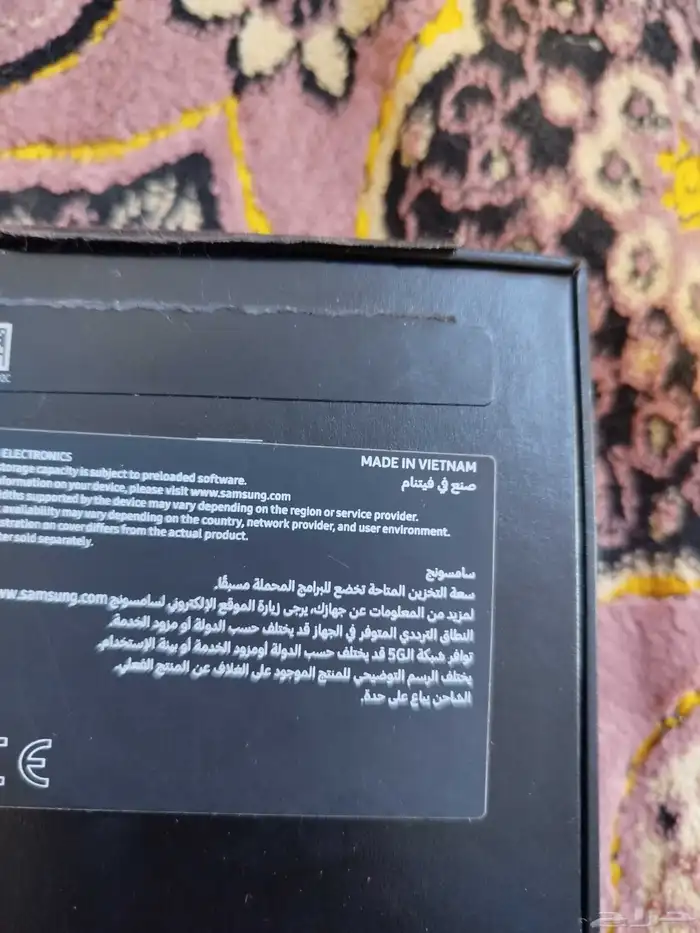 ELECTRONICS
storage capacity is subject to preloaded software.
information on your device, please visit www.samsung.com
supported by the device may vary depending on the region or service provider.
availability may vary depending on the country, network provider, and user environment.
on cover differs from the actual product.
sold separately.
MADE IN VIETNAM
صنع في فيتنام
سامسونج
سعة التخزين المتاحة تخضع للبرامج المحملة مسبقًا.
لمزيد من المعلومات عن جهازك، يرجى زيارة الموقع الإلكتروني لسامسونج www.samsung.com
النطاق الترددي المتوفر في الجهاز قد يختلف حسب الدولة أو مزود الخدمة.
توافر شبكة الـ5G قد يختلف حسب الدولة أومزود الخدمة أو بيئة الإستخدام.
يختلف الرسم التوضيحي للمنتج الموجود على الغلاف عن المنتج الفعلي.
الشاحن يباع على حدة.
CE
حراج